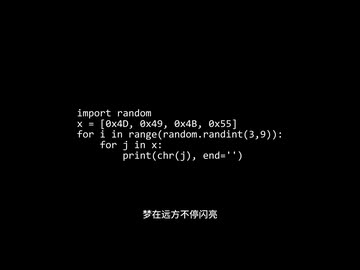 import random
x = [0x4D, 0x49, 0x4B, 0x55]
for i in range(random.randint(3,9)):
    for j in x:
        print(chr(j), end='')
梦在远方不停闪亮